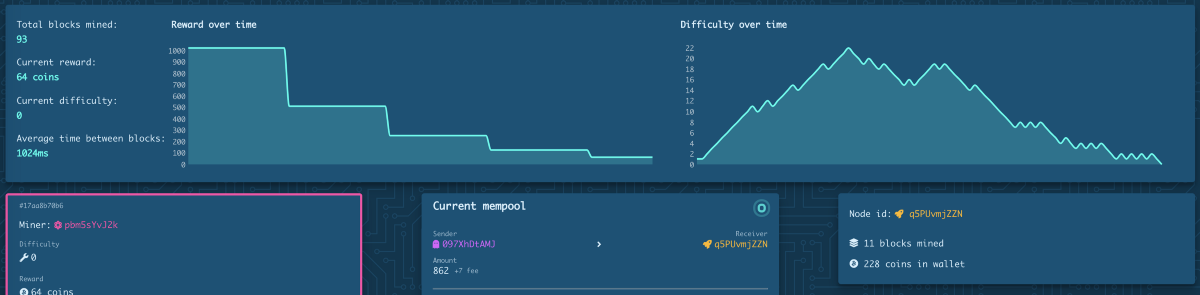 Total blocks mined:
93
Current reward:
64 coins
Current difficulty:
0
Average time between blocks:
1024ms
Reward over time
1000
900
800
700
600
500
400
300
200
100
0
Difficulty over time
22
20
18
16
14
12
10
8
6
4
2
0
#17aa8b70b6
Miner: pbm5sYvJ2k
Difficulty
0
Reward
64 coins
Current mempool
Sender
Receiver
097XhDtAMJ > q5PUvmjZZN
Amount
862 +7 fee
Node id: q5PUvmjZZN
11 blocks mined
228 coins in wallet